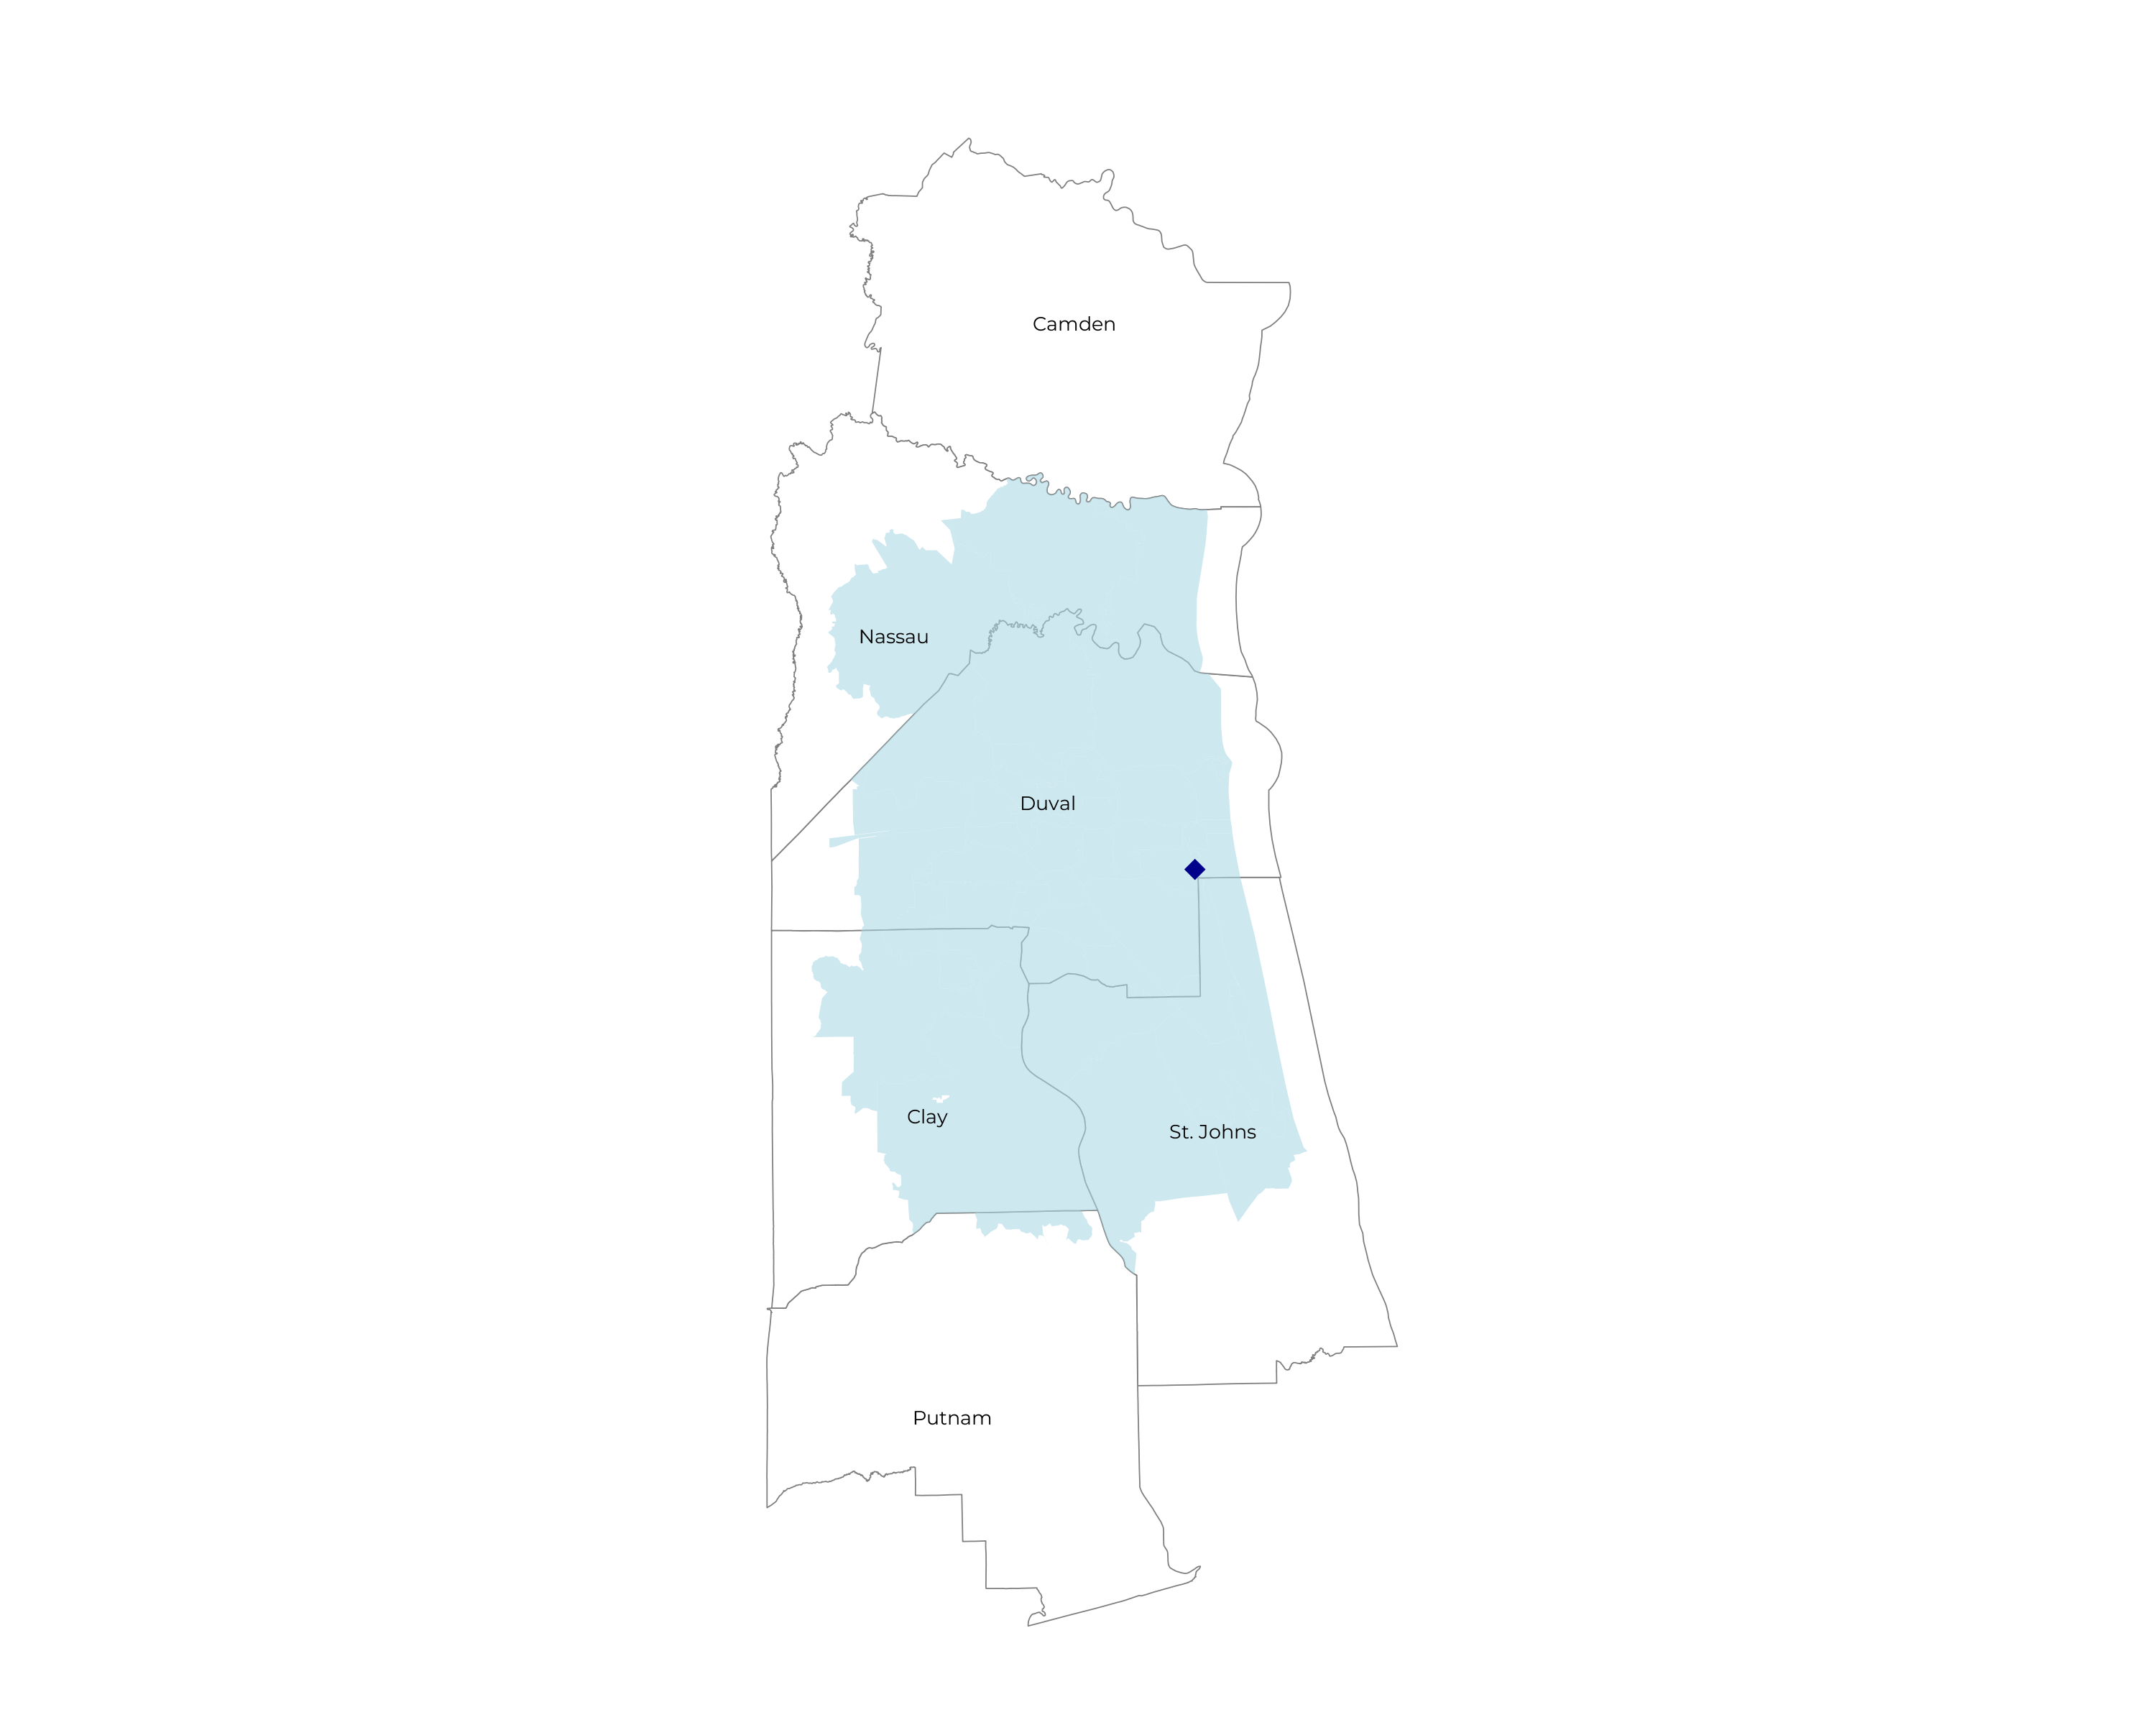 Camden
Nassau
Duval
Clay
St. Johns
Putnam